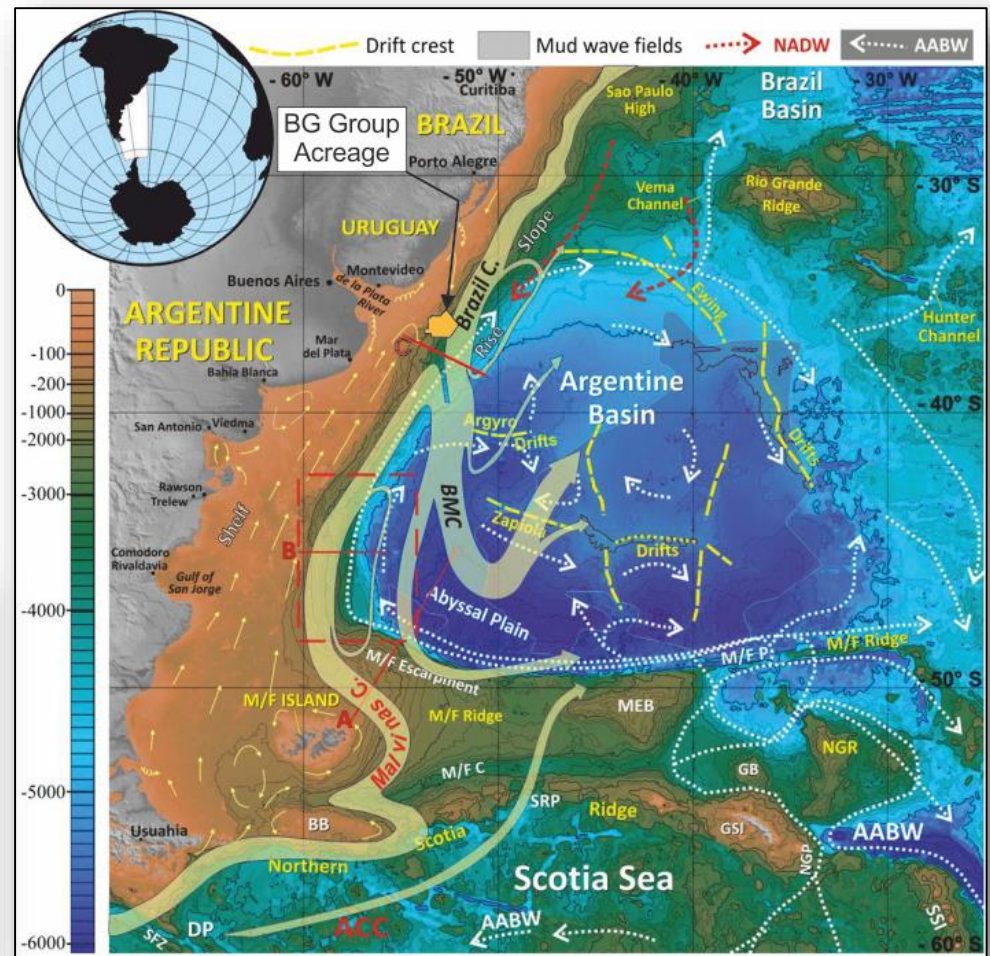 Drift crest
Mud wave fields
NADW
AABW
- 60° W
- 50° W
- 40° W
- 30° W
Curitiba
Sao Paulo
High
Brazil
Basin
BG Group
Acreage
BRAZIL
Porto Alegre
- 30° S
Vema
Channel
Rio Grande
Ridge
URUGUAY
Slope
Buenos Aires
Montevideo
de la Plata
River
Brazil C.
Ewing
Hunter
Channel
0
-100
-200
-1000
-2000
-3000
-4000
-5000
-6000
ARGENTINE
REPUBLIC
Mar
del Plata
Bahía Blanca
C
Rise
Argentine
Basin
- 40° S
San Antonio
Viedma
Argyro
Drifts
Drifts
Rawson
Trelew
BMC
Zapiola
Shelf
B
Drifts
Comodoro
Rivaldavia
Gulf of
San Jorge
Abyssal Plain
M/F Escarpment
M/F P
M/F Ridge
- 50° S
M/F ISLAND
A
Malvinas C.
M/F Ridge
MEB
NGR
M/F C
GB
Usuahia
BB
SRP
Ridge
GSI
Scotia
Northern
NGP
AABW
Scotia Sea
SFZ
DP
ACC
AABW
SSI
- 60° S